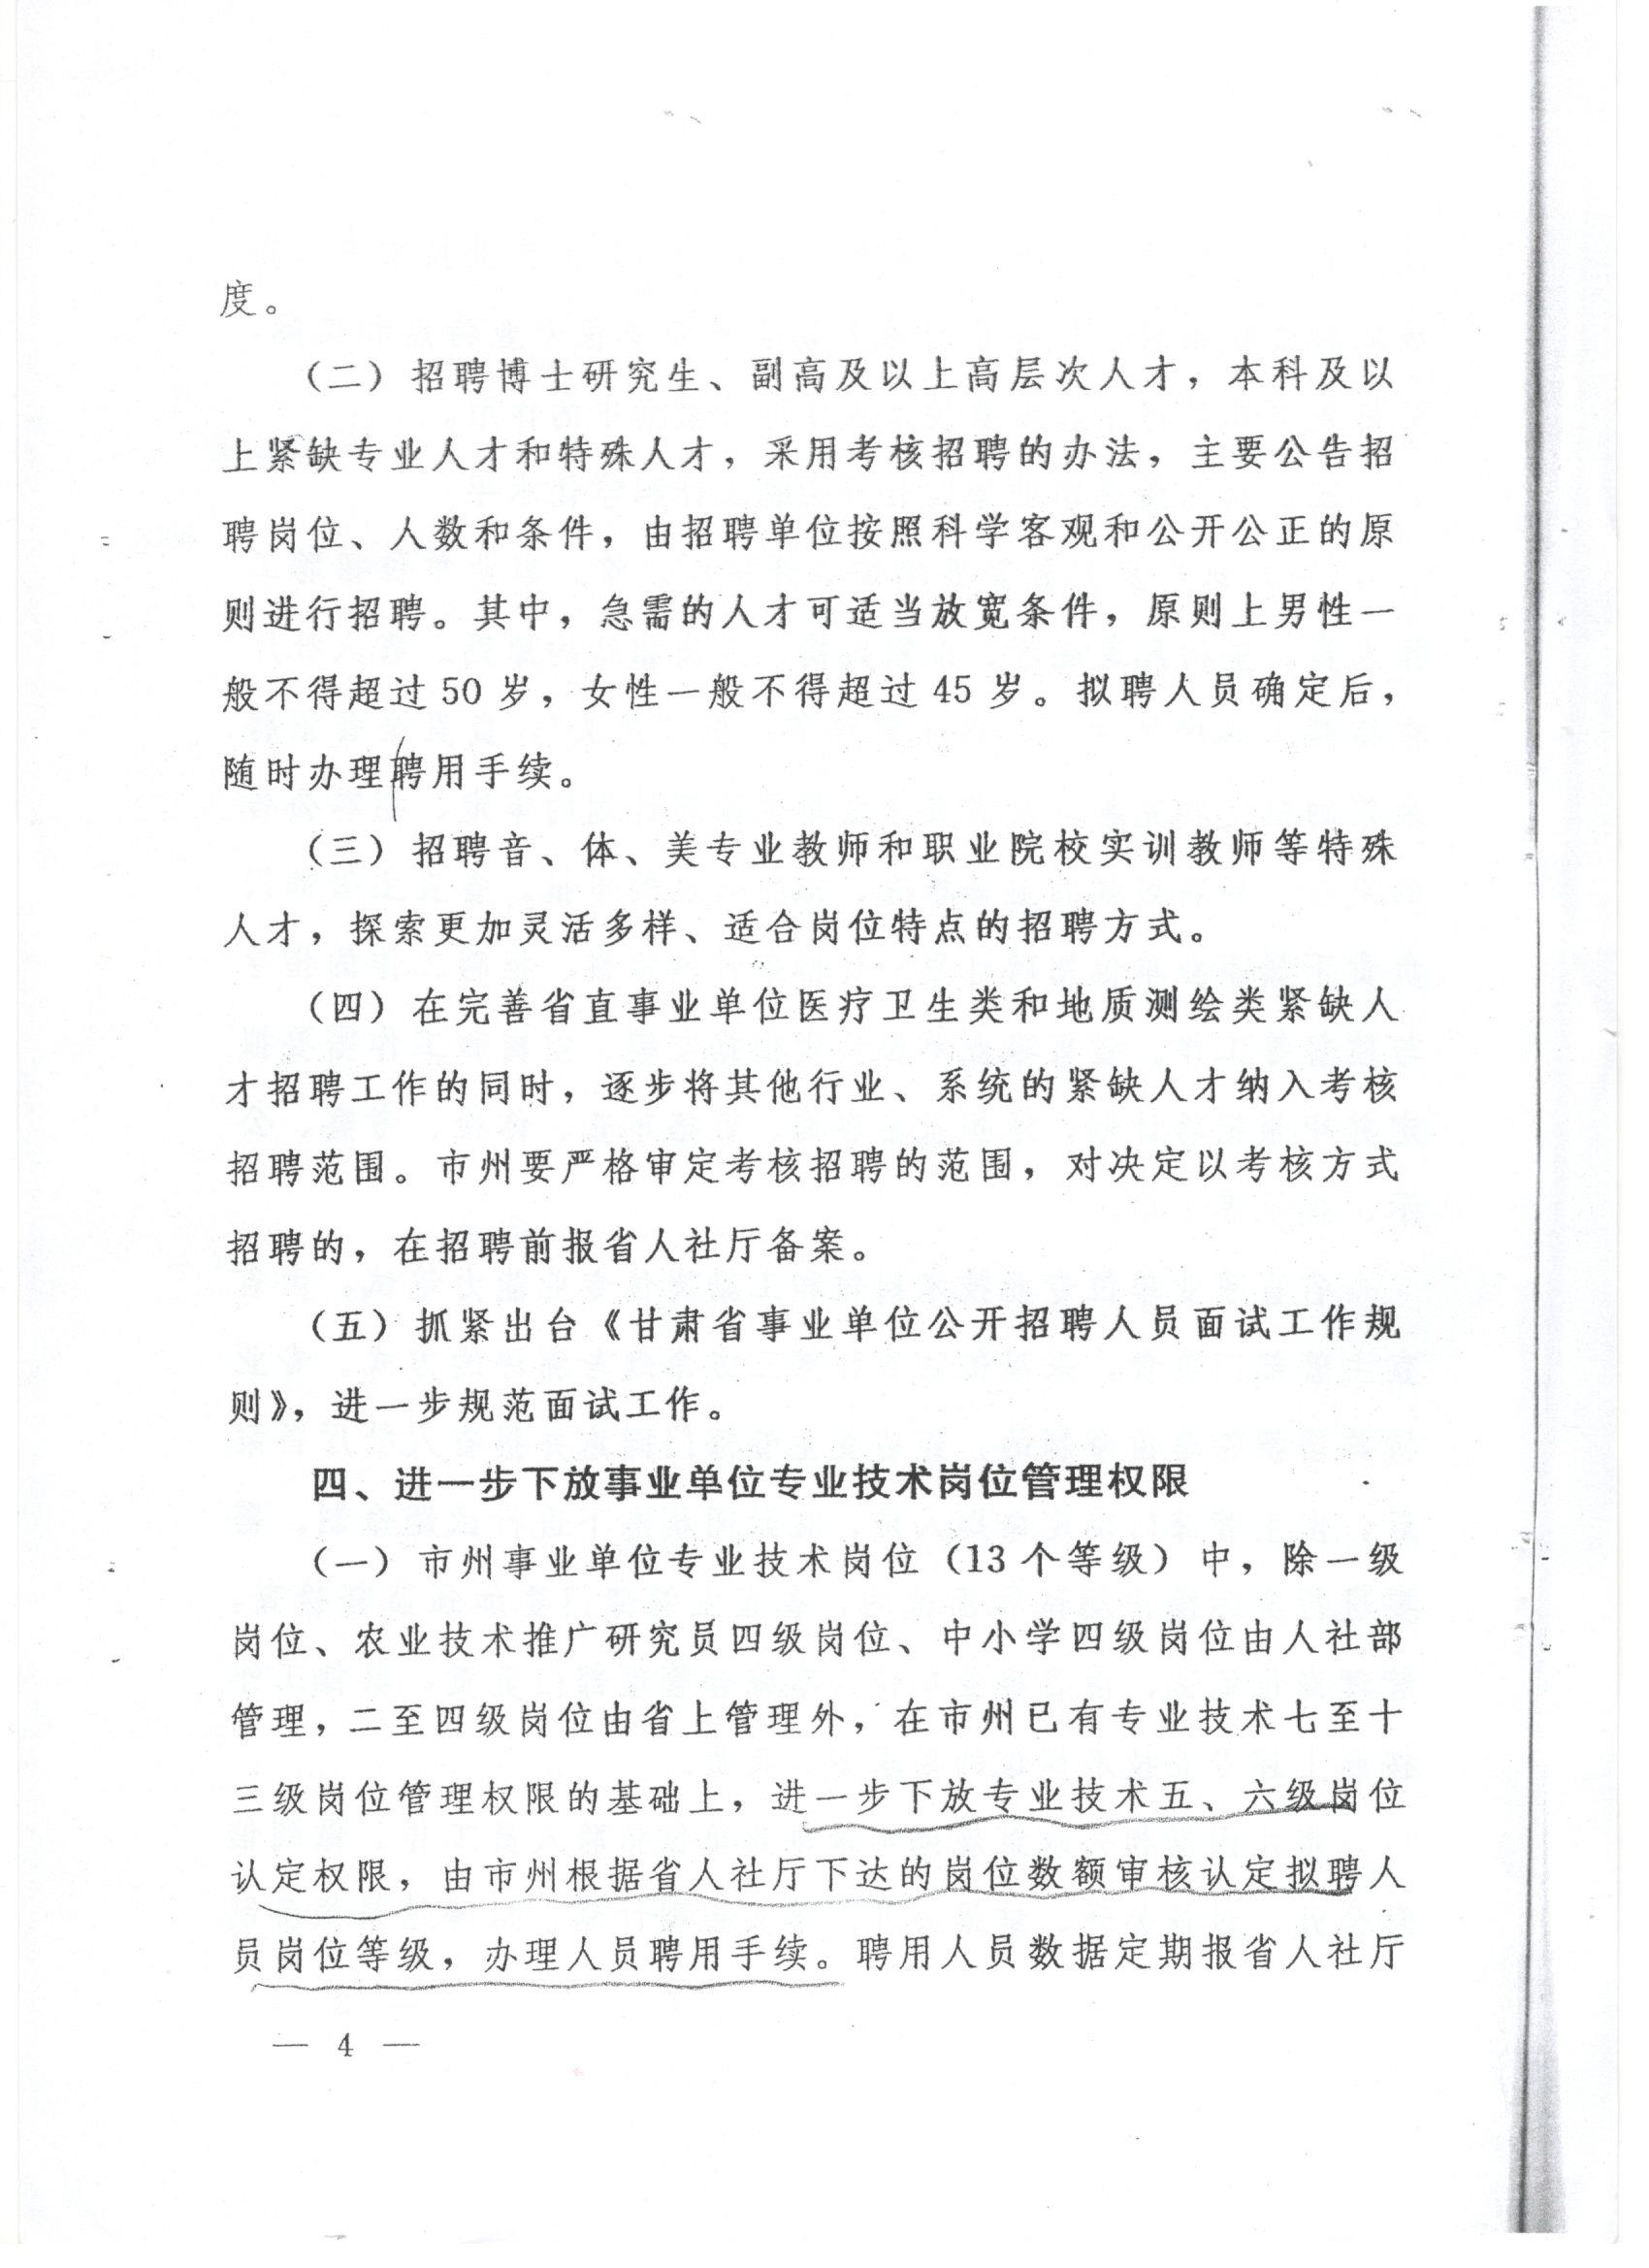 度。
（二）招聘博士研究生、副高及以上高层次人才，本科及以
上紧缺专业人才和特殊人才，采用考核招聘的办法，主要公告招
聘岗位、人数和条件，由招聘单位按照科学客观和公开公正的原
则进行招聘。其中，急需的人才可适当放宽条件，原则上男性一
般不得超过50岁，女性一般不得超过45岁。拟聘人员确定后，
随时办理聘用手续。
（三）招聘音、体、美专业教师和职业院校实训教师等特殊
人才，探索更加灵活多样、适合岗位特点的招聘方式。
（四）在完善省直事业单位医疗卫生类和地质测绘类紧缺人
才招聘工作的同时，逐步将其他行业、系统的紧缺人才纳入考核
招聘范围。市州要严格审定考核招聘的范围，对决定以考核方式
招聘的，在招聘前报省人社厅备案。
（五）抓紧出台《甘肃省事业单位公开招聘人员面试工作规
则》，进一步规范面试工作。
四、进一步下放事业单位专业技术岗位管理权限
（一）市州事业单位专业技术岗位（13个等级）中，除一级
岗位、农业技术推广研究员四级岗位、中小学四级岗位由人社部
管理，二至四级岗位由省上管理外，在市州已有专业技术七至十
三级岗位管理权限的基础上，进一步下放专业技术五、六级岗位
认定权限，由市州根据省人社厅下达的岗位数额审核认定拟聘人
员岗位等级，办理人员聘用手续。聘用人员数据定期报省人社厅
— 4 —